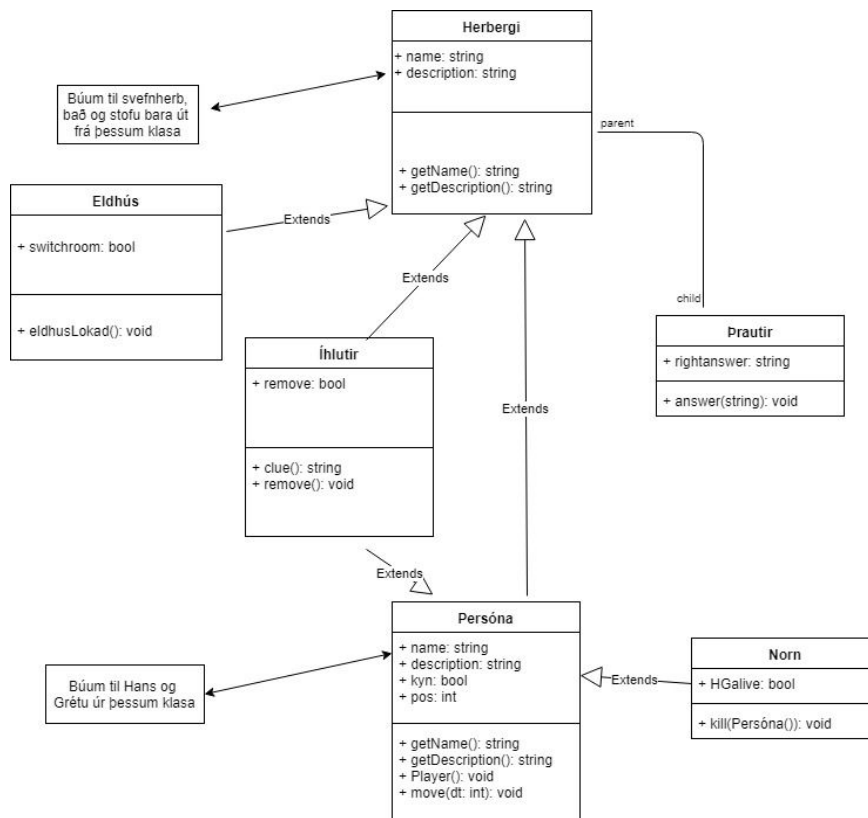 Herbergi
+ name: string
+ description: string
+ getName(): string
+ getDescription(): string
Búum til svefnherb,
bað og stofu bara út
frá þessum klasa
parent
child
Eldhús
+ switchroom: bool
+ eldhusLokad(): void
Extends
Extends
Extends
Íhlutir
+ remove: bool
+ clue(): string
+ remove(): void
Þrautir
+ rightanswer: string
+ answer(string): void
Extends
Persóna
+ name: string
+ description: string
+ kyn: bool
+ pos: int
+ getName(): string
+ getDescription(): string
+ Player(): void
+ move(dt: int): void
Búum til Hans og
Grétu úr þessum klasa
Extends
Norn
+ HGalive: bool
+ kill(Persóna()): void